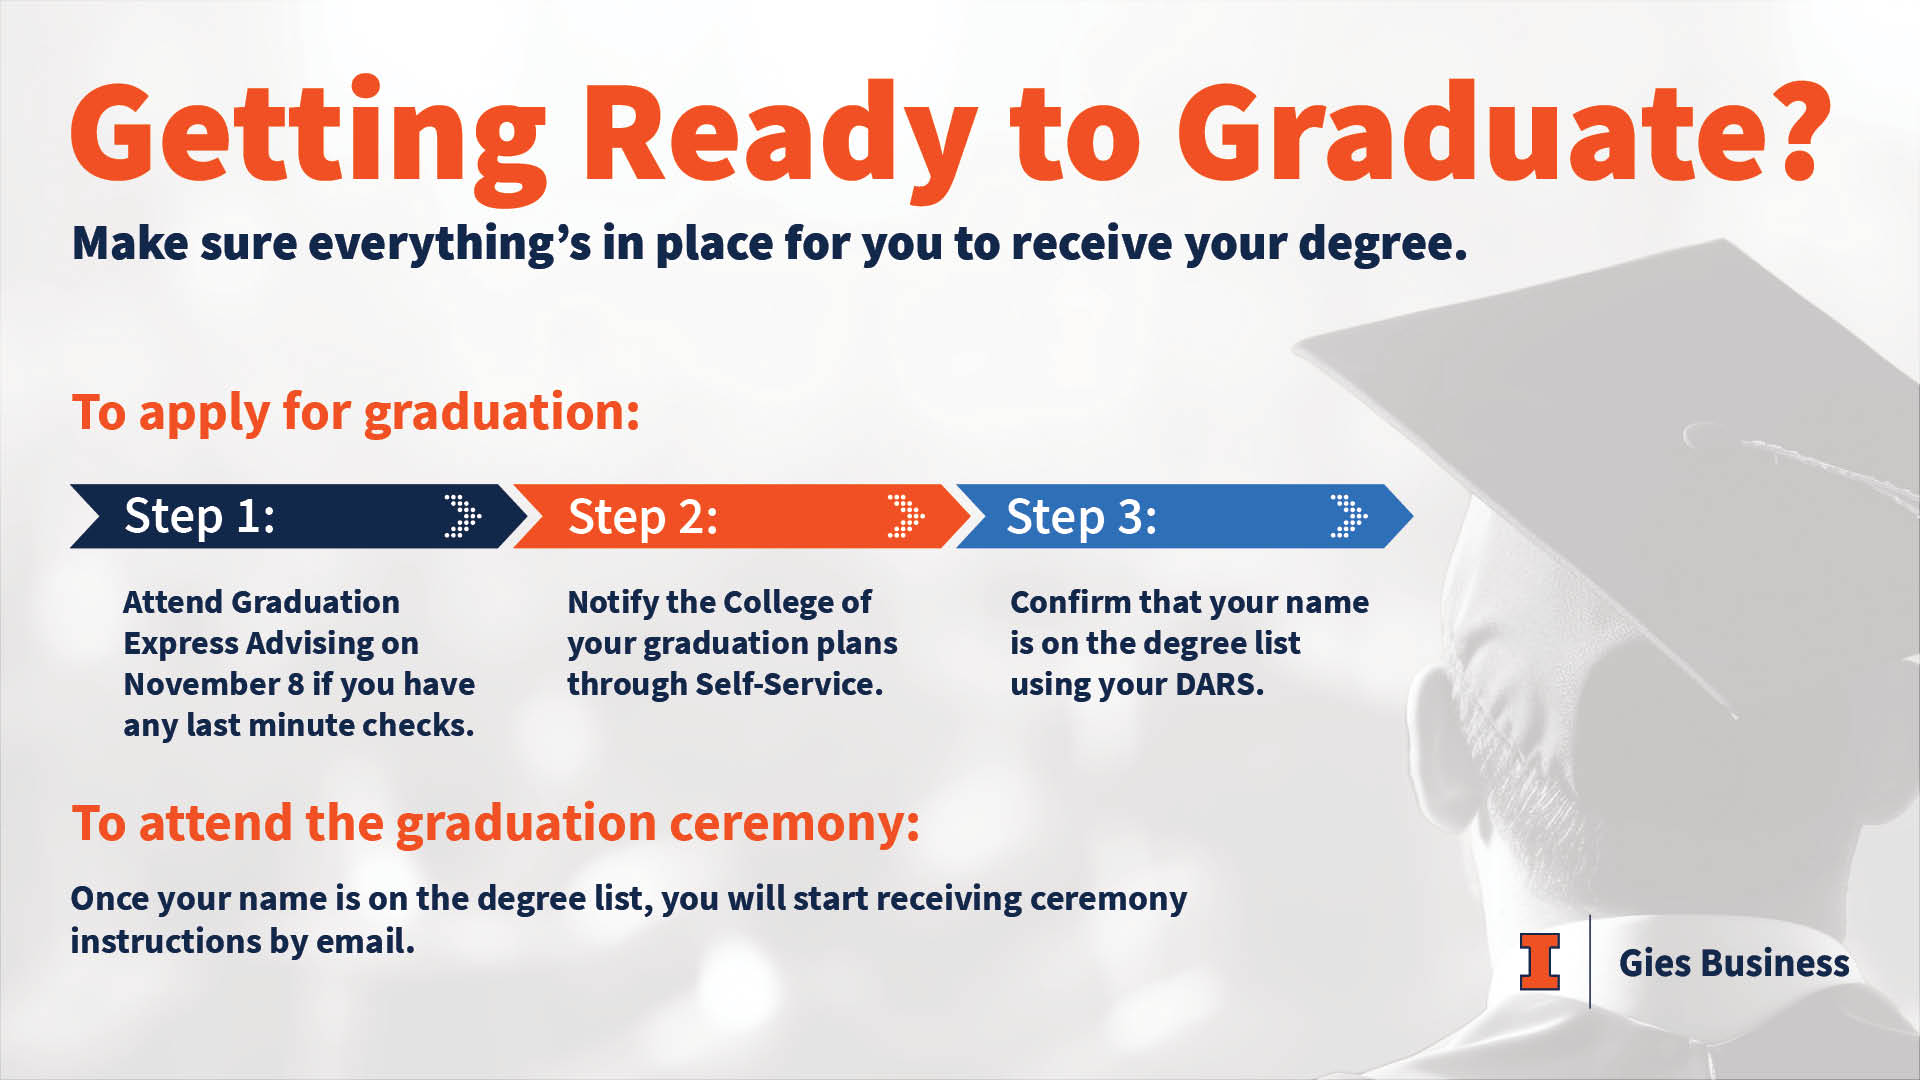 Getting Ready to Graduate?
Make sure everything’s in place for you to receive your degree.
To apply for graduation:
Step 1:
Attend Graduation
Express Advising on
November 8 if you have
any last minute checks.
Step 2:
Notify the College of
your graduation plans
through Self-Service.
Step 3:
Confirm that your name
is on the degree list
using your DARS.
To attend the graduation ceremony:
Once your name is on the degree list, you will start receiving ceremony
instructions by email.
I Gies Business